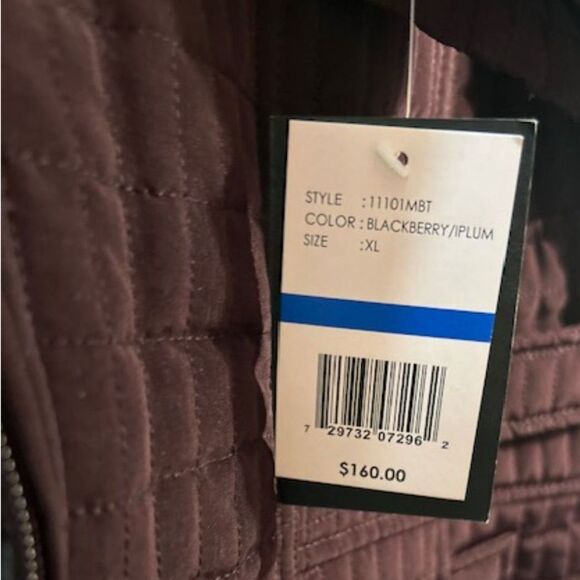 STYLE : 11101MBT
COLOR : BLACKBERRY/IPLUM
SIZE : XL
7 29732 07296 2
$160.00